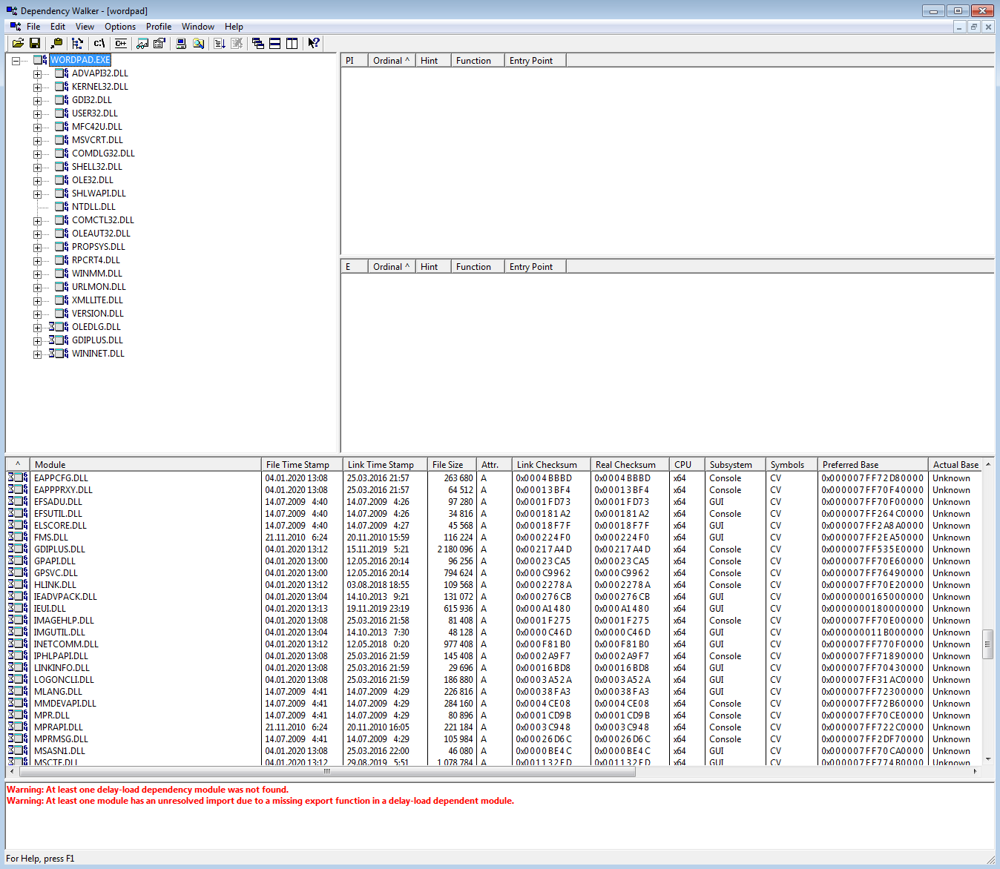 Dependency Walker - [wordpad]
File Edit View Options Profile Window Help
C:\ C++
WORDPAD.EXE
ADVAPI32.DLL
KERNEL32.DLL
GDI32.DLL
USER32.DLL
MFC42U.DLL
MSVCRT.DLL
COMDLG32.DLL
SHELL32.DLL
OLE32.DLL
SHLWAPI.DLL
NTDLL.DLL
COMCTL32.DLL
OLEAUT32.DLL
PROPSYS.DLL
RPCRT4.DLL
WINMM.DLL
URLMON.DLL
XMLLITE.DLL
VERSION.DLL
OLEDLG.DLL
GDIPLUS.DLL
WININET.DLL
PI Ordinal ^ Hint Function Entry Point
E Ordinal ^ Hint Function Entry Point
^ Module File Time Stamp Link Time Stamp File Size Attr. Link Checksum Real Checksum CPU Subsystem Symbols Preferred Base Actual Base
EAPPCFG.DLL 04.01.2020 13:08 25.03.2016 21:57 263 680 A 0x0004BBBD 0x0004BBBD x64 Console CV 0x000007FF72D80000 Unknown
EAPPPRXY.DLL 04.01.2020 13:08 25.03.2016 21:57 64 512 A 0x00013BF4 0x00013BF4 x64 Console CV 0x000007FF70F40000 Unknown
EFSADU.DLL 14.07.2009 4:40 14.07.2009 4:26 97 280 A 0x0001FD73 0x0001FD73 x64 GUI CV 0x000007FF70F00000 Unknown
EFSUTIL.DLL 14.07.2009 4:40 14.07.2009 4:26 34 816 A 0x000181A2 0x000181A2 x64 Console CV 0x000007FF264C0000 Unknown
ELSCORE.DLL 14.07.2009 4:40 14.07.2009 4:27 45 568 A 0x00018F7F 0x00018F7F x64 GUI CV 0x000007FF2A8A0000 Unknown
FMS.DLL 21.11.2010 6:24 20.11.2010 15:59 116 224 A 0x000224F0 0x000224F0 x64 GUI CV 0x000007FF2EA50000 Unknown
GDIPLUS.DLL 04.01.2020 13:12 15.11.2019 5:21 2 180 096 A 0x00217A4D 0x00217A4D x64 Console CV 0x000007FF535E0000 Unknown
GPAPI.DLL 04.01.2020 13:00 12.05.2016 20:14 96 256 A 0x00023CA5 0x00023CA5 x64 Console CV 0x000007FF70E60000 Unknown
GPSVC.DLL 04.01.2020 13:00 12.05.2016 20:14 794 624 A 0x000C9962 0x000C9962 x64 Console CV 0x000007FF76490000 Unknown
HLINK.DLL 04.01.2020 13:12 03.08.2018 18:55 109 568 A 0x0002278A 0x0002278A x64 Console CV 0x000007FF70E20000 Unknown
IEADVPACK.DLL 04.01.2020 13:04 14.10.2013 9:21 131 072 A 0x000276CB 0x000276CB x64 GUI CV 0x0000000165000000 Unknown
IEUI.DLL 04.01.2020 13:13 19.11.2019 23:19 615 936 A 0x000A1480 0x000A1480 x64 GUI CV 0x0000000180000000 Unknown
IMAGEHLP.DLL 04.01.2020 13:08 25.03.2016 21:58 81 408 A 0x0001F275 0x0001F275 x64 Console CV 0x000007FF70E00000 Unknown
IMGUTIL.DLL 04.01.2020 13:04 14.10.2013 7:30 48 128 A 0x0000C46D 0x0000C46D x64 GUI CV 0x000000011B000000 Unknown
INETCOMM.DLL 04.01.2020 13:12 12.05.2018 0:20 977 408 A 0x000F81B0 0x000F81B0 x64 GUI CV 0x000007FF770F0000 Unknown
IPHLPAPI.DLL 04.01.2020 13:08 25.03.2016 21:59 145 408 A 0x0002A9F7 0x0002A9F7 x64 Console CV 0x000007FF71890000 Unknown
LINKINFO.DLL 04.01.2020 13:08 25.03.2016 21:59 29 696 A 0x00016BD8 0x00016BD8 x64 GUI CV 0x000007FF70430000 Unknown
LOGONCLI.DLL 04.01.2020 13:08 25.03.2016 21:59 186 880 A 0x0003A52A 0x0003A52A x64 GUI CV 0x000007FF31AC0000 Unknown
MLANG.DLL 14.07.2009 4:41 14.07.2009 4:29 226 816 A 0x00038FA3 0x00038FA3 x64 GUI CV 0x000007FF72300000 Unknown
MMDEVAPI.DLL 14.07.2009 4:41 14.07.2009 4:29 284 160 A 0x0004CE08 0x0004CE08 x64 Console CV 0x000007FF72B60000 Unknown
MPR.DLL 14.07.2009 4:41 14.07.2009 4:29 80 896 A 0x0001CD9B 0x0001CD9B x64 Console CV 0x000007FF70CE0000 Unknown
MPRAPI.DLL 21.11.2010 6:24 20.11.2010 16:05 221 184 A 0x0003C948 0x0003C948 x64 Console CV 0x000007FF722C0000 Unknown
MPRMSG.DLL 14.07.2009 4:41 14.07.2009 4:29 105 984 A 0x00026D6C 0x00026D6C x64 GUI CV 0x000007FF2DF70000 Unknown
MSASN1.DLL 04.01.2020 13:08 25.03.2016 22:00 46 080 A 0x0000BE4C 0x0000BE4C x64 GUI CV 0x000007FF70CA0000 Unknown
MSCTF.DLL 04.01.2020 13:12 29.08.2019 5:51 1 078 784 A 0x001132FD 0x001132FD x64 GUI CV 0x000007FF774B0000 Unknown
Warning: At least one delay-load dependency module was not found.
Warning: At least one module has an unresolved import due to a missing export function in a delay-load dependent module.
For Help, press F1